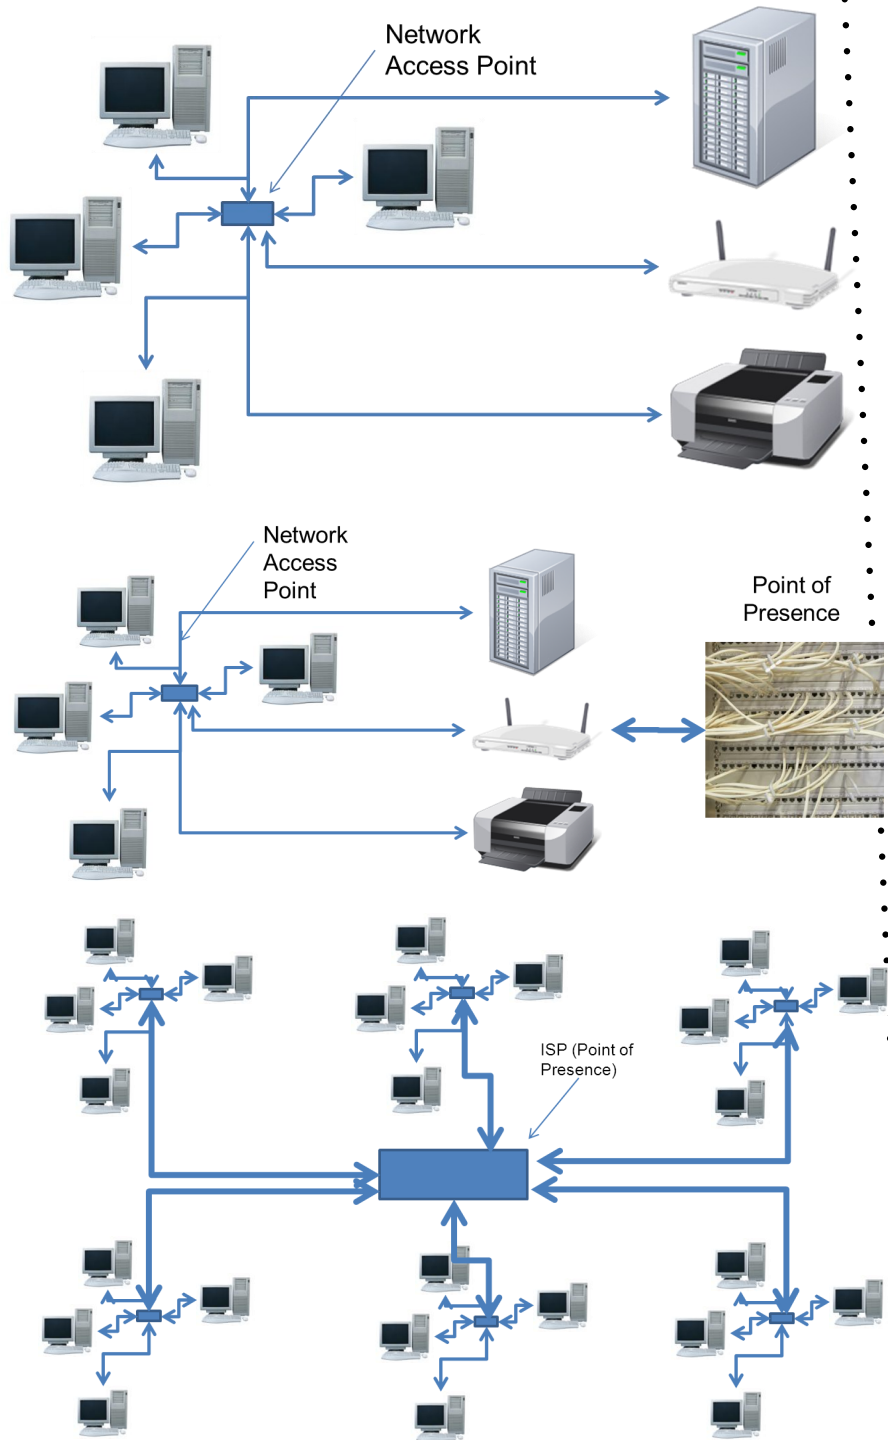 Network
Access Point
Network
Access
Point
Point of
Presence
ISP (Point of
Presence)